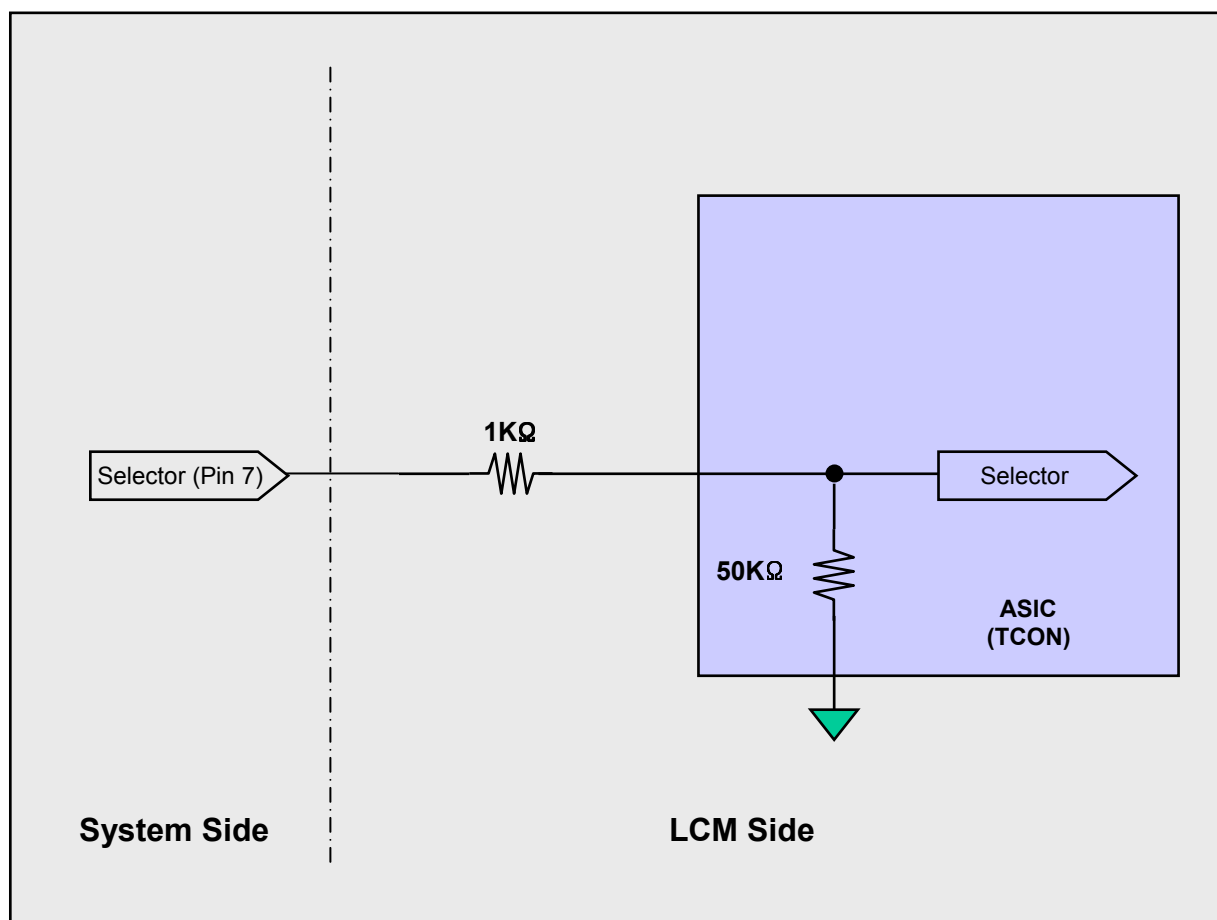 1KΩ
Selector (Pin 7)
Selector
50KΩ
ASIC
(TCON)
System Side
LCM Side